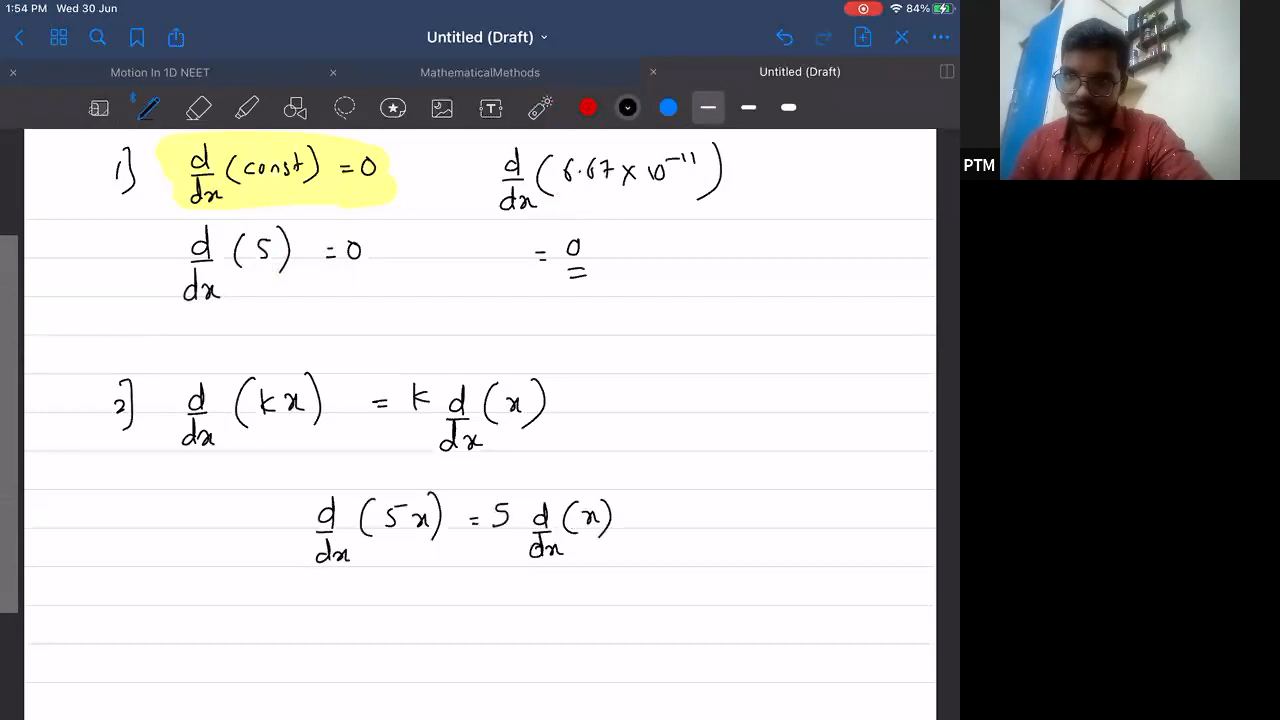 1:54 PM Wed 30 Jun
84%
Untitled (Draft)
Motion In 1D NEET
MathematicalMethods
Untitled (Draft)
PTM
1) d/dx (const) = 0
d/dx (6.67 × 10⁻¹¹)
d/dx (5) = 0
= 0
2] d/dx (kx) = k d/dx (x)
d/dx (5x) = 5 d/dx (x)